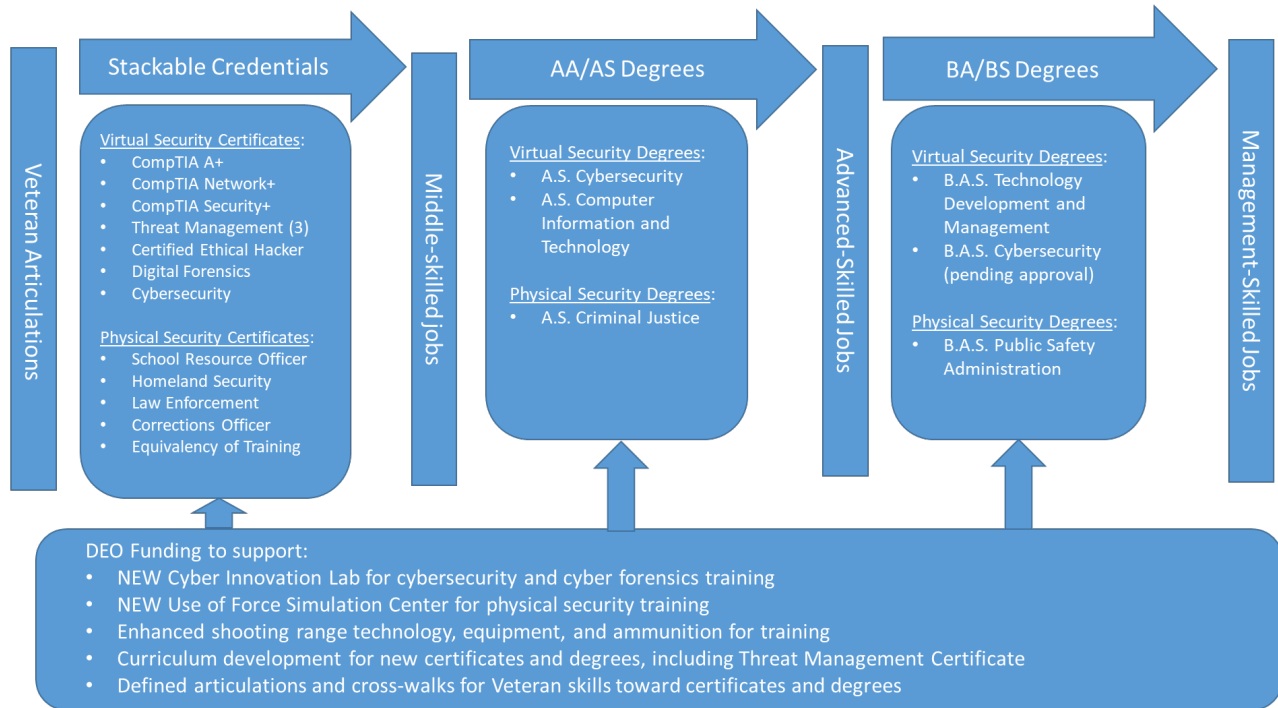 Veteran Articulations
Stackable Credentials
Virtual Security Certificates:
• CompTIA A+
• CompTIA Network+
• CompTIA Security+
• Threat Management (3)
• Certified Ethical Hacker
• Digital Forensics
• Cybersecurity
Physical Security Certificates:
• School Resource Officer
• Homeland Security
• Law Enforcement
• Corrections Officer
• Equivalency of Training
Middle-skilled jobs
AA/AS Degrees
Virtual Security Degrees:
• A.S. Cybersecurity
• A.S. Computer
Information and
Technology
Physical Security Degrees:
• A.S. Criminal Justice
Advanced-Skilled Jobs
BA/BS Degrees
Virtual Security Degrees:
• B.A.S. Technology
Development and
Management
• B.A.S. Cybersecurity
(pending approval)
Physical Security Degrees:
• B.A.S. Public Safety
Administration
Management-Skilled Jobs
DEO Funding to support:
• NEW Cyber Innovation Lab for cybersecurity and cyber forensics training
• NEW Use of Force Simulation Center for physical security training
• Enhanced shooting range technology, equipment, and ammunition for training
• Curriculum development for new certificates and degrees, including Threat Management Certificate
• Defined articulations and cross-walks for Veteran skills toward certificates and degrees